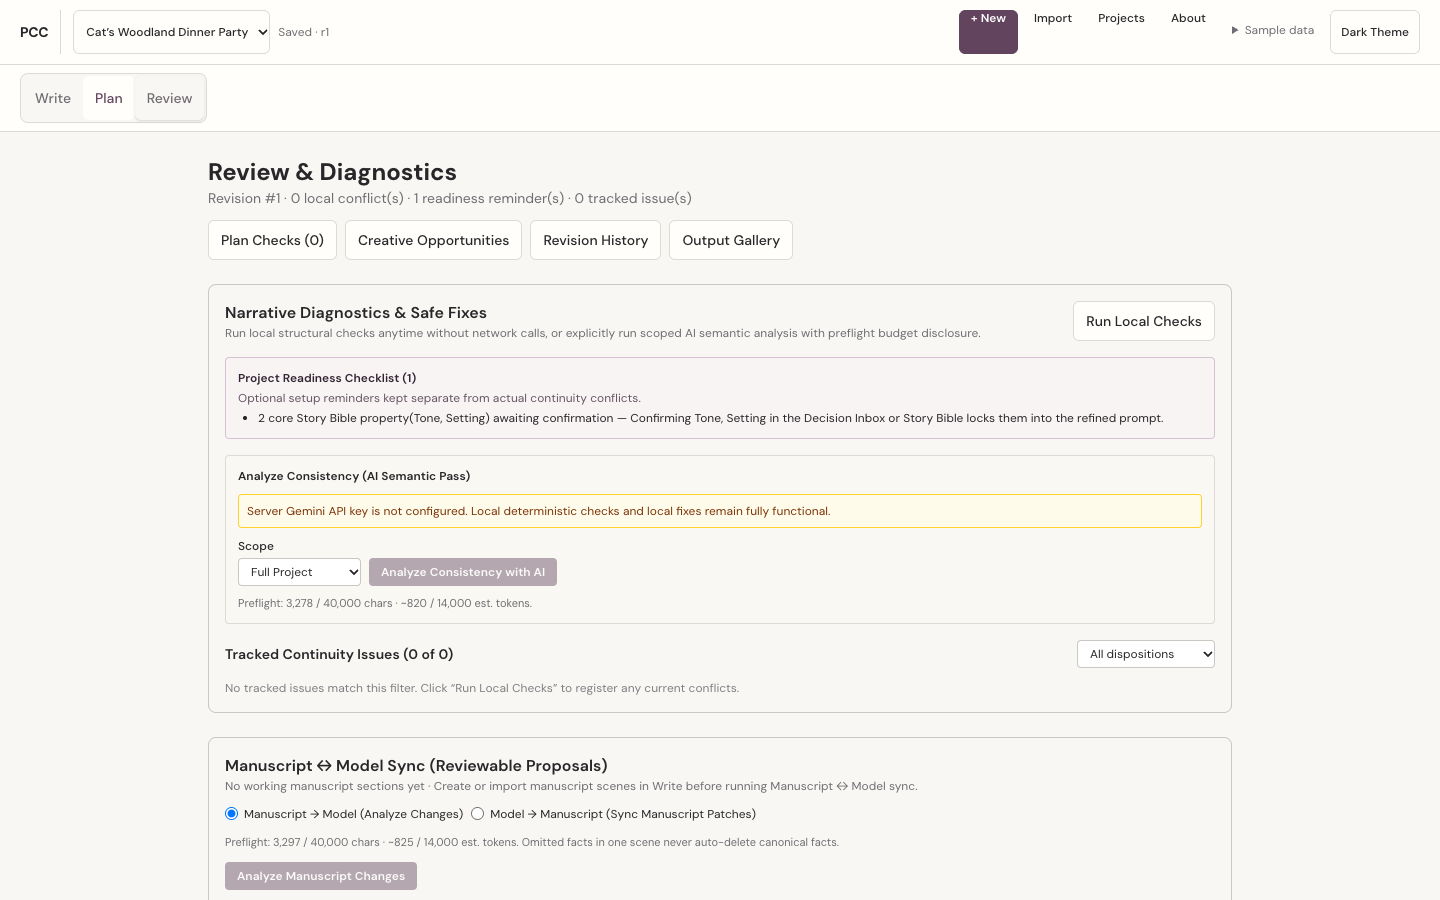 PCC
Cat's Woodland Dinner Party
Saved · r1
+ New
Import
Projects
About
▶ Sample data
Dark Theme
Write
Plan
Review
Review & Diagnostics
Revision #1 · 0 local conflict(s) · 1 readiness reminder(s) · 0 tracked issue(s)
Plan Checks (0)
Creative Opportunities
Revision History
Output Gallery
Narrative Diagnostics & Safe Fixes
Run local structural checks anytime without network calls, or explicitly run scoped AI semantic analysis with preflight budget disclosure.
Run Local Checks
Project Readiness Checklist (1)
Optional setup reminders kept separate from actual continuity conflicts.
• 2 core Story Bible property(Tone, Setting) awaiting confirmation — Confirming Tone, Setting in the Decision Inbox or Story Bible locks them into the refined prompt.
Analyze Consistency (AI Semantic Pass)
Server Gemini API key is not configured. Local deterministic checks and local fixes remain fully functional.
Scope
Full Project
Analyze Consistency with AI
Preflight: 3,278 / 40,000 chars · ~820 / 14,000 est. tokens.
Tracked Continuity Issues (0 of 0)
All dispositions
No tracked issues match this filter. Click “Run Local Checks” to register any current conflicts.
Manuscript ↔ Model Sync (Reviewable Proposals)
No working manuscript sections yet · Create or import manuscript scenes in Write before running Manuscript ↔ Model sync.
Manuscript → Model (Analyze Changes)
Model → Manuscript (Sync Manuscript Patches)
Preflight: 3,297 / 40,000 chars · ~825 / 14,000 est. tokens. Omitted facts in one scene never auto-delete canonical facts.
Analyze Manuscript Changes